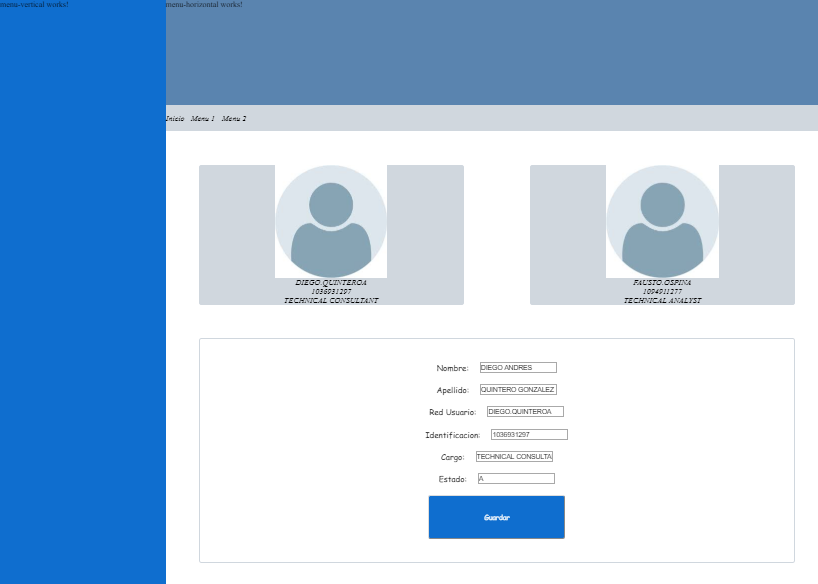 menu-vertical works!
menu-horizontal works!
Inicio Menu 1 Menu 2
DIEGO.QUINTEROA
1036931297
TECHNICAL CONSULTANT
FAUSTO.OSPINA
1094911277
TECHNICAL ANALYST
Nombre: DIEGO ANDRES
Apellido: QUINTERO GONZALEZ
Red Usuario: DIEGO.QUINTEROA
Identificacion: 1036931297
Cargo: TECHNICAL CONSULTA
Estado: A
Guardar